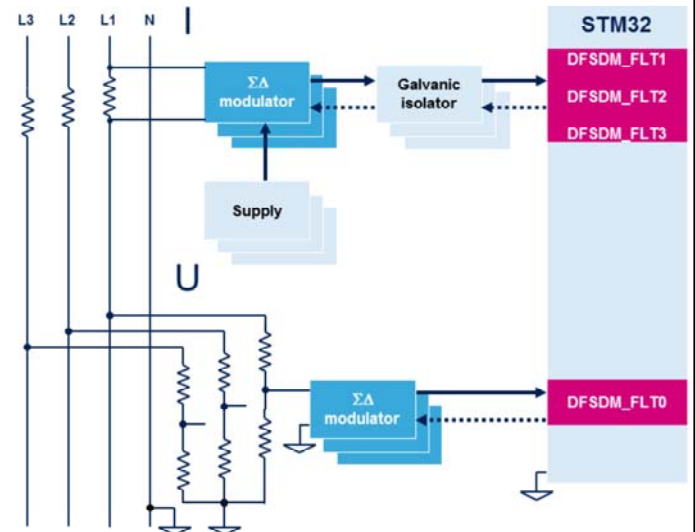 L3 L2 L1 N I
STM32
DFSDM_FLT1
DFSDM_FLT2
DFSDM_FLT3
ΣΔ
modulator
Galvanic
isolator
Supply
U
ΣΔ
modulator
DFSDM_FLT0